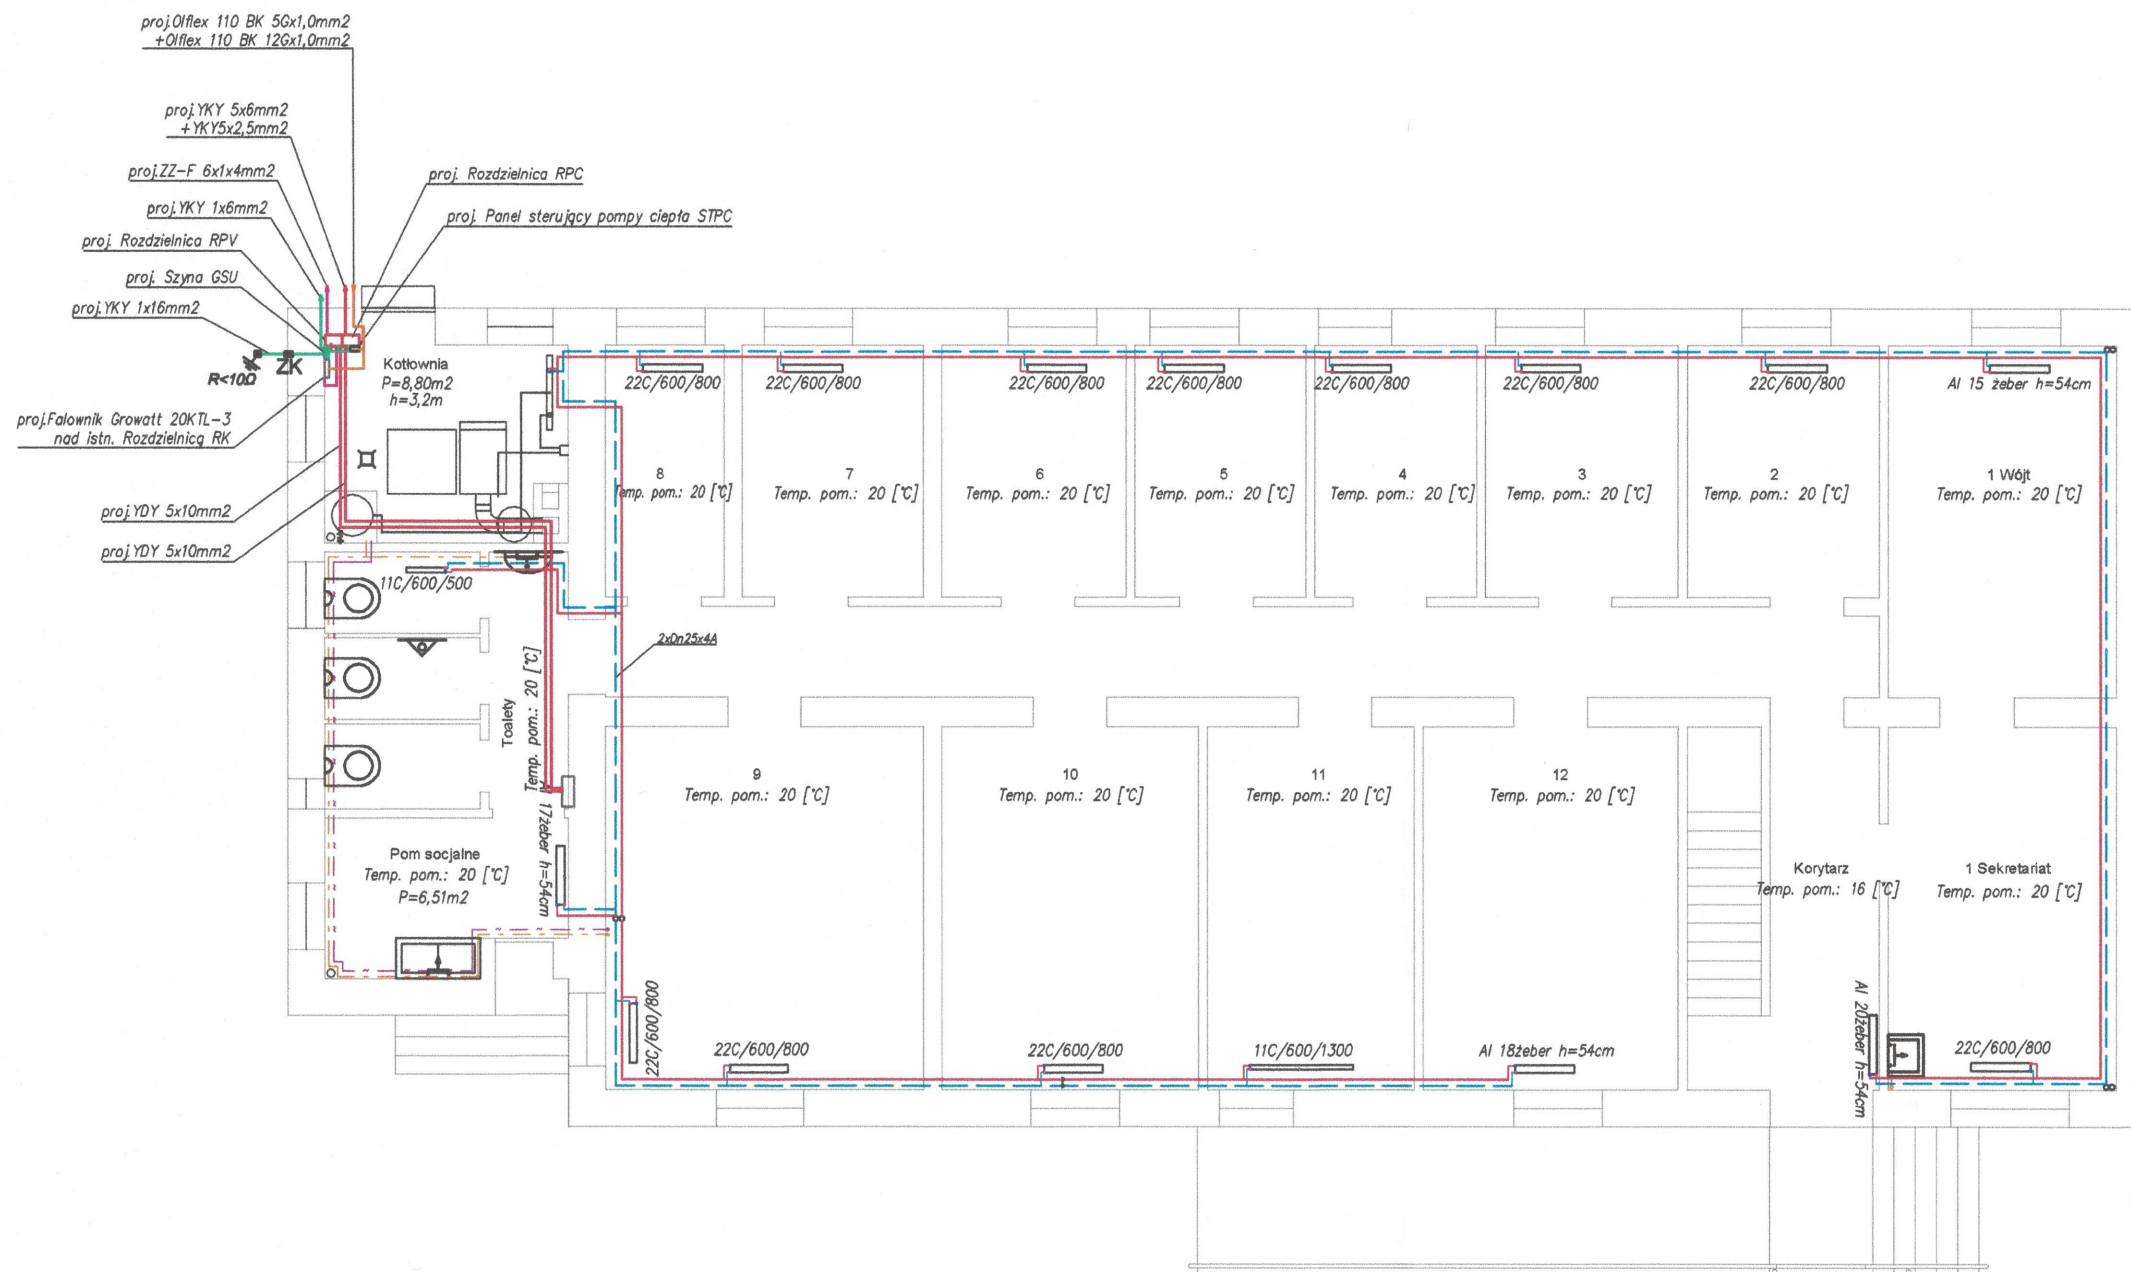 proj.Olflex 110 BK 5Gx1,0mm2
+Olflex 110 BK 12Gx1,0mm2
proj.YKY 5x6mm2
+YKY5x2,5mm2
proj.ZZ-F 6x1x4mm2
proj.YKY 1x6mm2
proj. Rozdzielnica RPV
proj. Szyna GSU
proj.YKY 1x16mm2
proj. Rozdzielnica RPC
proj. Panel sterujący pompy ciepła STPC
ZK
R<10Ω
proj.Falownik Growatt 20KTL-3
nad istn. Rozdzielnicą RK
proj.YDY 5x10mm2
proj.YDY 5x10mm2
Kotłownia
P=8,80m2
h=3,2m
22C/600/800
22C/600/800
22C/600/800
22C/600/800
22C/600/800
22C/600/800
22C/600/800
Al 15 żeber h=54cm
8
Temp. pom.: 20 [°C]
7
Temp. pom.: 20 [°C]
6
Temp. pom.: 20 [°C]
5
Temp. pom.: 20 [°C]
4
Temp. pom.: 20 [°C]
3
Temp. pom.: 20 [°C]
2
Temp. pom.: 20 [°C]
1 Wójt
Temp. pom.: 20 [°C]
11C/600/500
2xDn25x4A
Toalety
Temp. pom.: 20 [°C]
17żeber h=54cm
9
Temp. pom.: 20 [°C]
10
Temp. pom.: 20 [°C]
11
Temp. pom.: 20 [°C]
12
Temp. pom.: 20 [°C]
Pom socjalne
Temp. pom.: 20 [°C]
P=6,51m2
Korytarz
Temp. pom.: 16 [°C]
1 Sekretariat
Temp. pom.: 20 [°C]
22C/600/800
22C/600/800
22C/600/800
11C/600/1300
Al 18żeber h=54cm
Al 20żeber h=54cm
22C/600/800